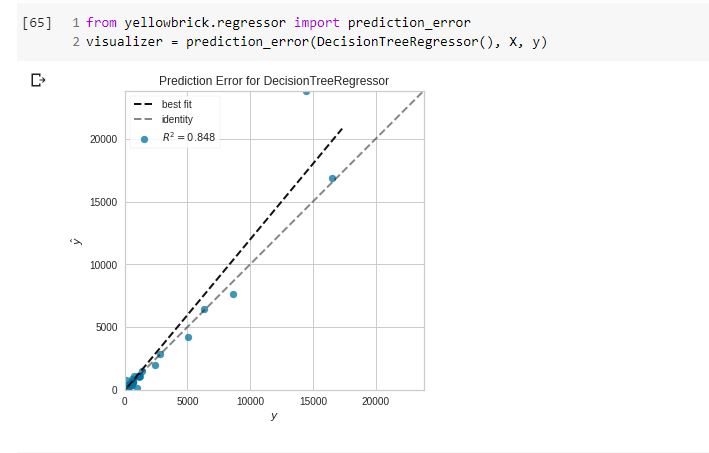 [65] 1 from yellowbrick.regressor import prediction_error
2 visualizer = prediction_error(DecisionTreeRegressor(), X, y)
Prediction Error for DecisionTreeRegressor
best fit
identity
R² = 0.848
20000
15000
10000
5000
0
ŷ
0 5000 10000 15000 20000
y